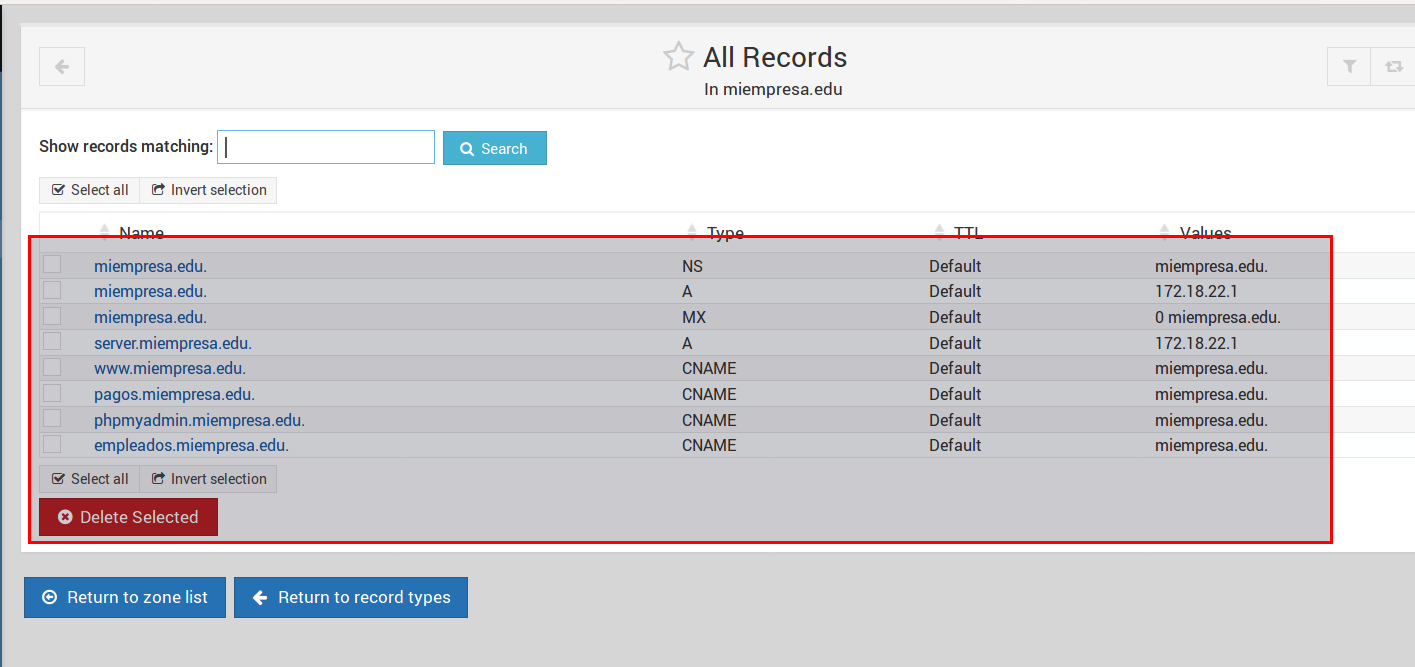 All Records
In miempresa.edu
Show records matching: Search
Select all Invert selection
Name Type TTL Values
miempresa.edu. NS Default miempresa.edu.
miempresa.edu. A Default 172.18.22.1
miempresa.edu. MX Default 0 miempresa.edu.
server.miempresa.edu. A Default 172.18.22.1
www.miempresa.edu. CNAME Default miempresa.edu.
pagos.miempresa.edu. CNAME Default miempresa.edu.
phpmyadmin.miempresa.edu. CNAME Default miempresa.edu.
empleados.miempresa.edu. CNAME Default miempresa.edu.
Select all Invert selection
Delete Selected
Return to zone list Return to record types